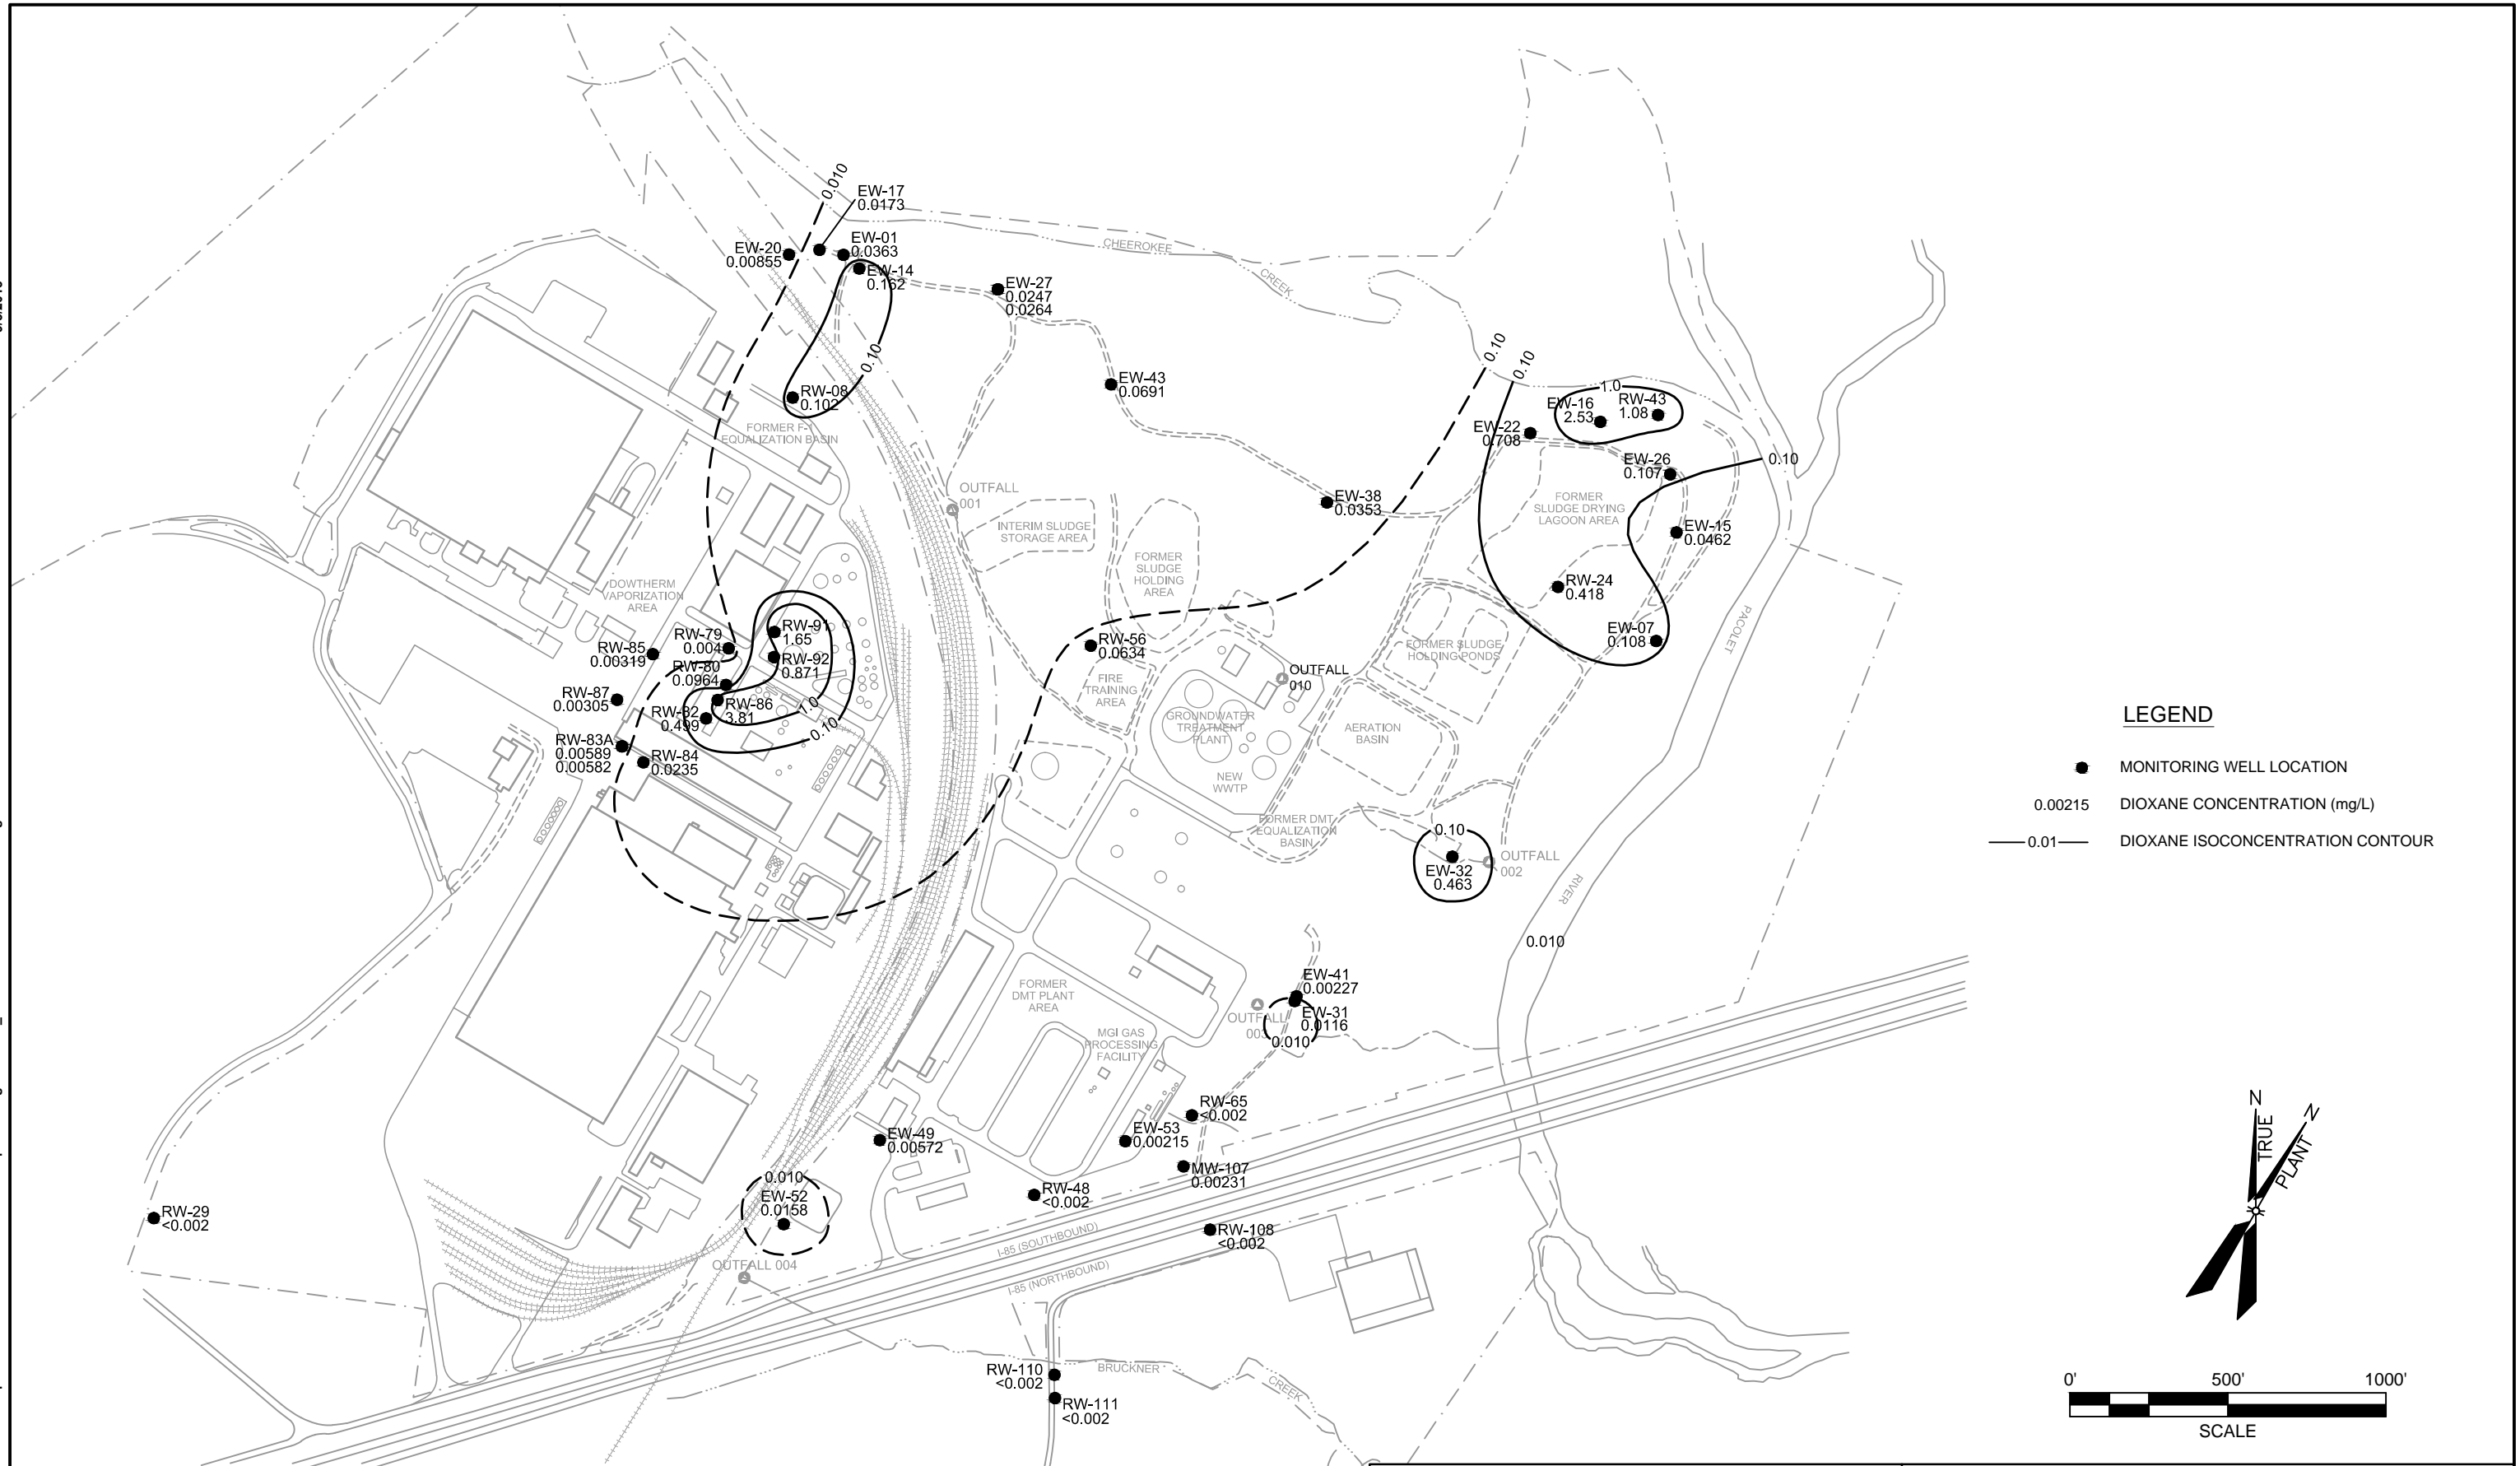 0.010
EW-17
0.0173
EW-20
0.00855
EW-01
0.0363
EW-14
0.162
CHEEROKEE
CREEK
EW-27
0.0247
0.0264
0.10
RW-08
0.102
FORMER F-1
EQUALIZATION BASIN
EW-43
0.0691
0.10
0.10
1.0
EW-16
2.53
RW-43
1.08
EW-22
0.708
EW-26
0.107
0.10
EW-38
0.0353
FORMER
SLUDGE DRYING
LAGOON AREA
EW-15
0.0462
RW-24
0.418
EW-07
0.108
PACOLET
RIVER
OUTFALL
001
INTERIM SLUDGE
STORAGE AREA
FORMER
SLUDGE
HOLDING
AREA
DOWTHERM
VAPORIZATION
AREA
RW-91
1.65
RW-79
0.004
RW-92
0.871
RW-85
0.00319
RW-80
0.0964
RW-87
0.00305
RW-86
3.81
RW-82
0.499
1.0
0.10
RW-83A
0.00589
0.00582
RW-84
0.0235
RW-56
0.0634
FIRE
TRAINING
AREA
OUTFALL
010
GROUNDWATER
TREATMENT
PLANT
NEW
WWTP
FORMER SLUDGE
HOLDING PONDS
AERATION
BASIN
FORMER DMT
EQUALIZATION
BASIN
0.10
EW-32
0.463
OUTFALL
002
0.010
EW-41
0.00227
EW-31
0.0116
OUTFALL
003
0.010
FORMER
DMT PLANT
AREA
MGI GAS
PROCESSING
FACILITY
RW-65
<0.002
EW-53
0.00215
MW-107
0.00231
EW-49
0.00572
RW-48
<0.002
0.010
EW-52
0.0158
OUTFALL 004
RW-29
<0.002
RW-108
<0.002
I-85 (SOUTHBOUND)
I-85 (NORTHBOUND)
RW-110
<0.002
RW-111
<0.002
BRUCKNER
CREEK
LEGEND
MONITORING WELL LOCATION
0.00215 DIOXANE CONCENTRATION (mg/L)
0.01 DIOXANE ISOCONCENTRATION CONTOUR
N
TRUE
N
PLANT
0' 500' 1000'
SCALE